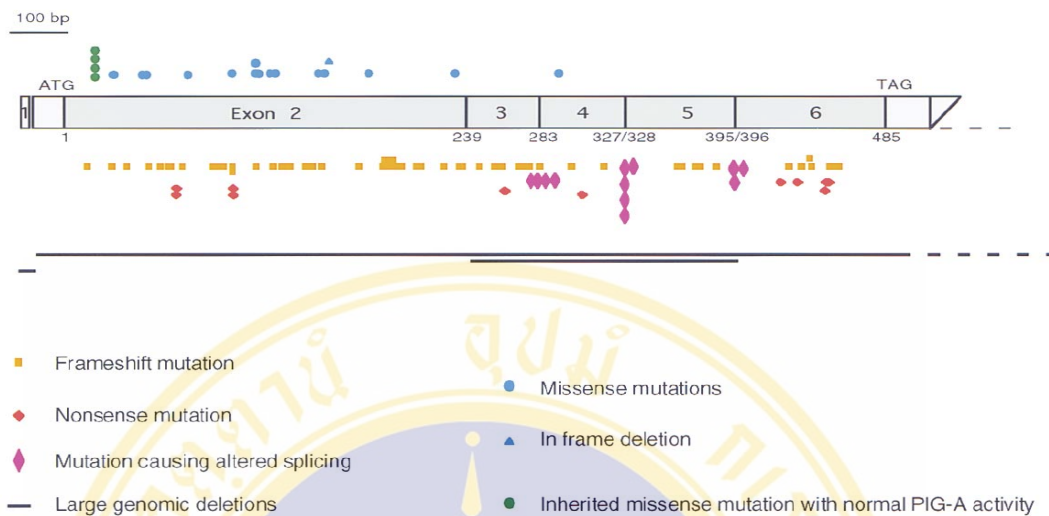 100 bp
ATG
TAG
1
Exon 2
3
4
5
6
1
239
283
327/328
395/396
485
Frameshift mutation
Missense mutations
Nonsense mutation
In frame deletion
Mutation causing altered splicing
Large genomic deletions
Inherited missense mutation with normal PIG-A activity